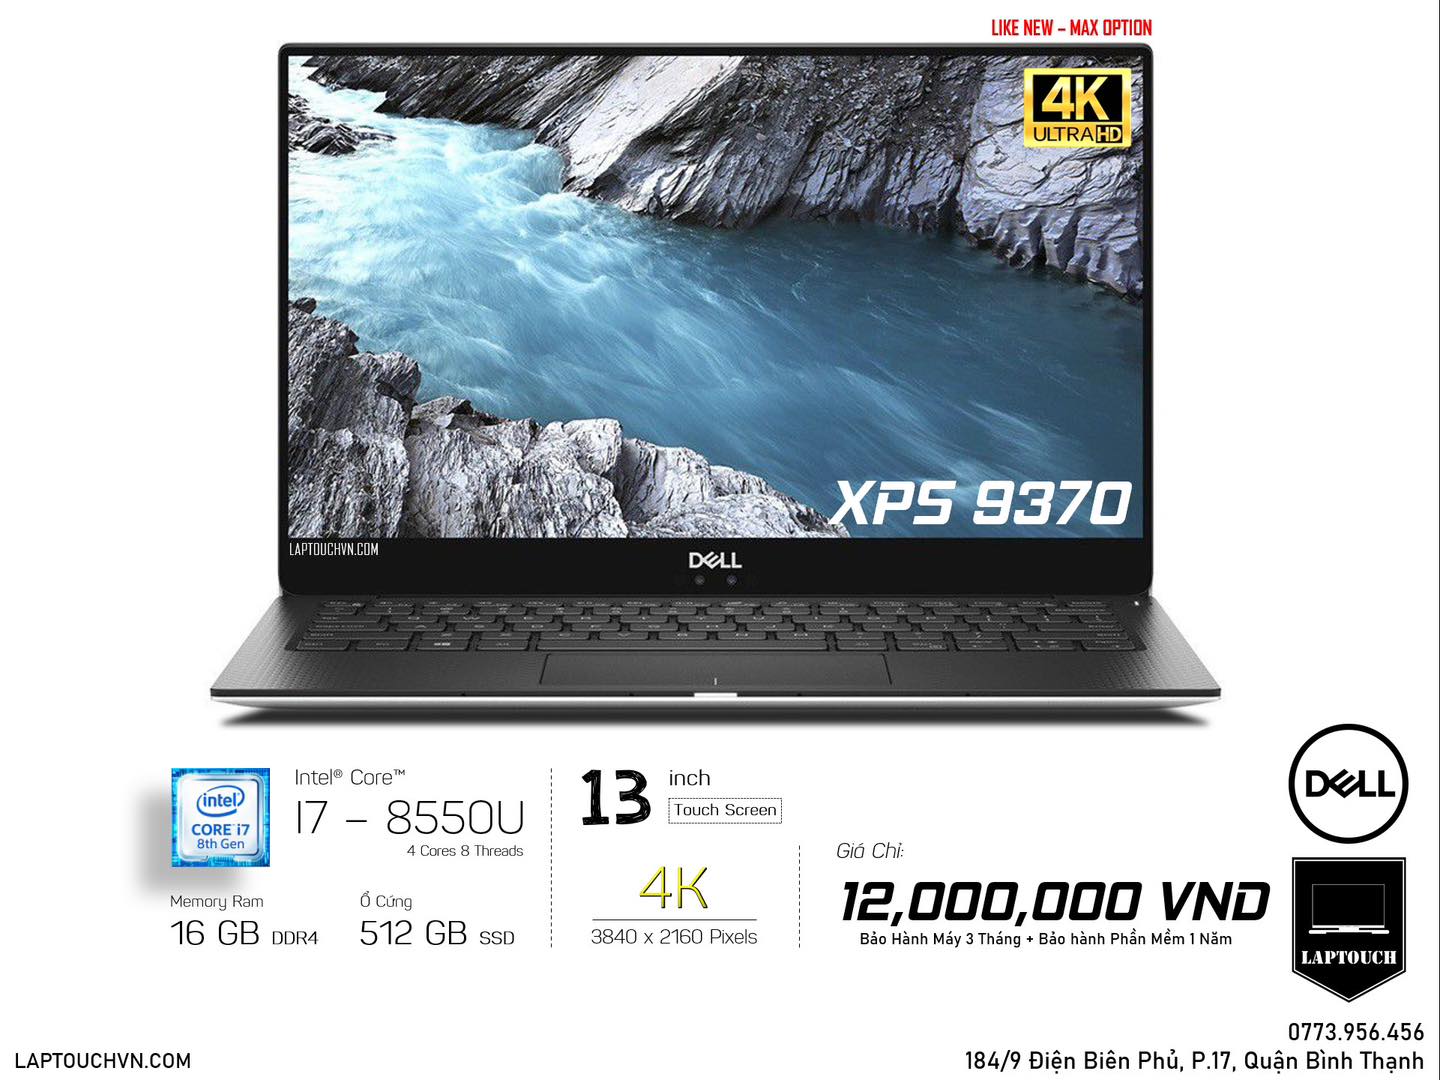 LIKE NEW – MAX OPTION
4K
ULTRA HD
XPS 9370
LAPTOUCHVN.COM
DELL
intel
CORE i7
8th Gen
Intel® Core™
I7 – 8550U
4 Cores 8 Threads
Memory Ram
16 GB DDR4
Ổ Cứng
512 GB SSD
13 inch
Touch Screen
4K
3840 x 2160 Pixels
Giá Chỉ:
12,000,000 VND
Bảo Hành Máy 3 Tháng + Bảo hành Phần Mềm 1 Năm
DELL
LAPTOUCH
0773.956.456
LAPTOUCHVN.COM
184/9 Điện Biên Phủ, P.17, Quận Bình Thạnh